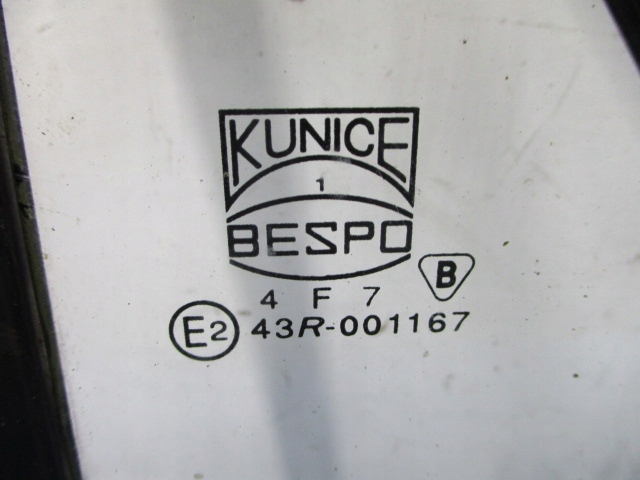 KUNICE
1
BESPO
B
4 F 7
E2 43R-001167